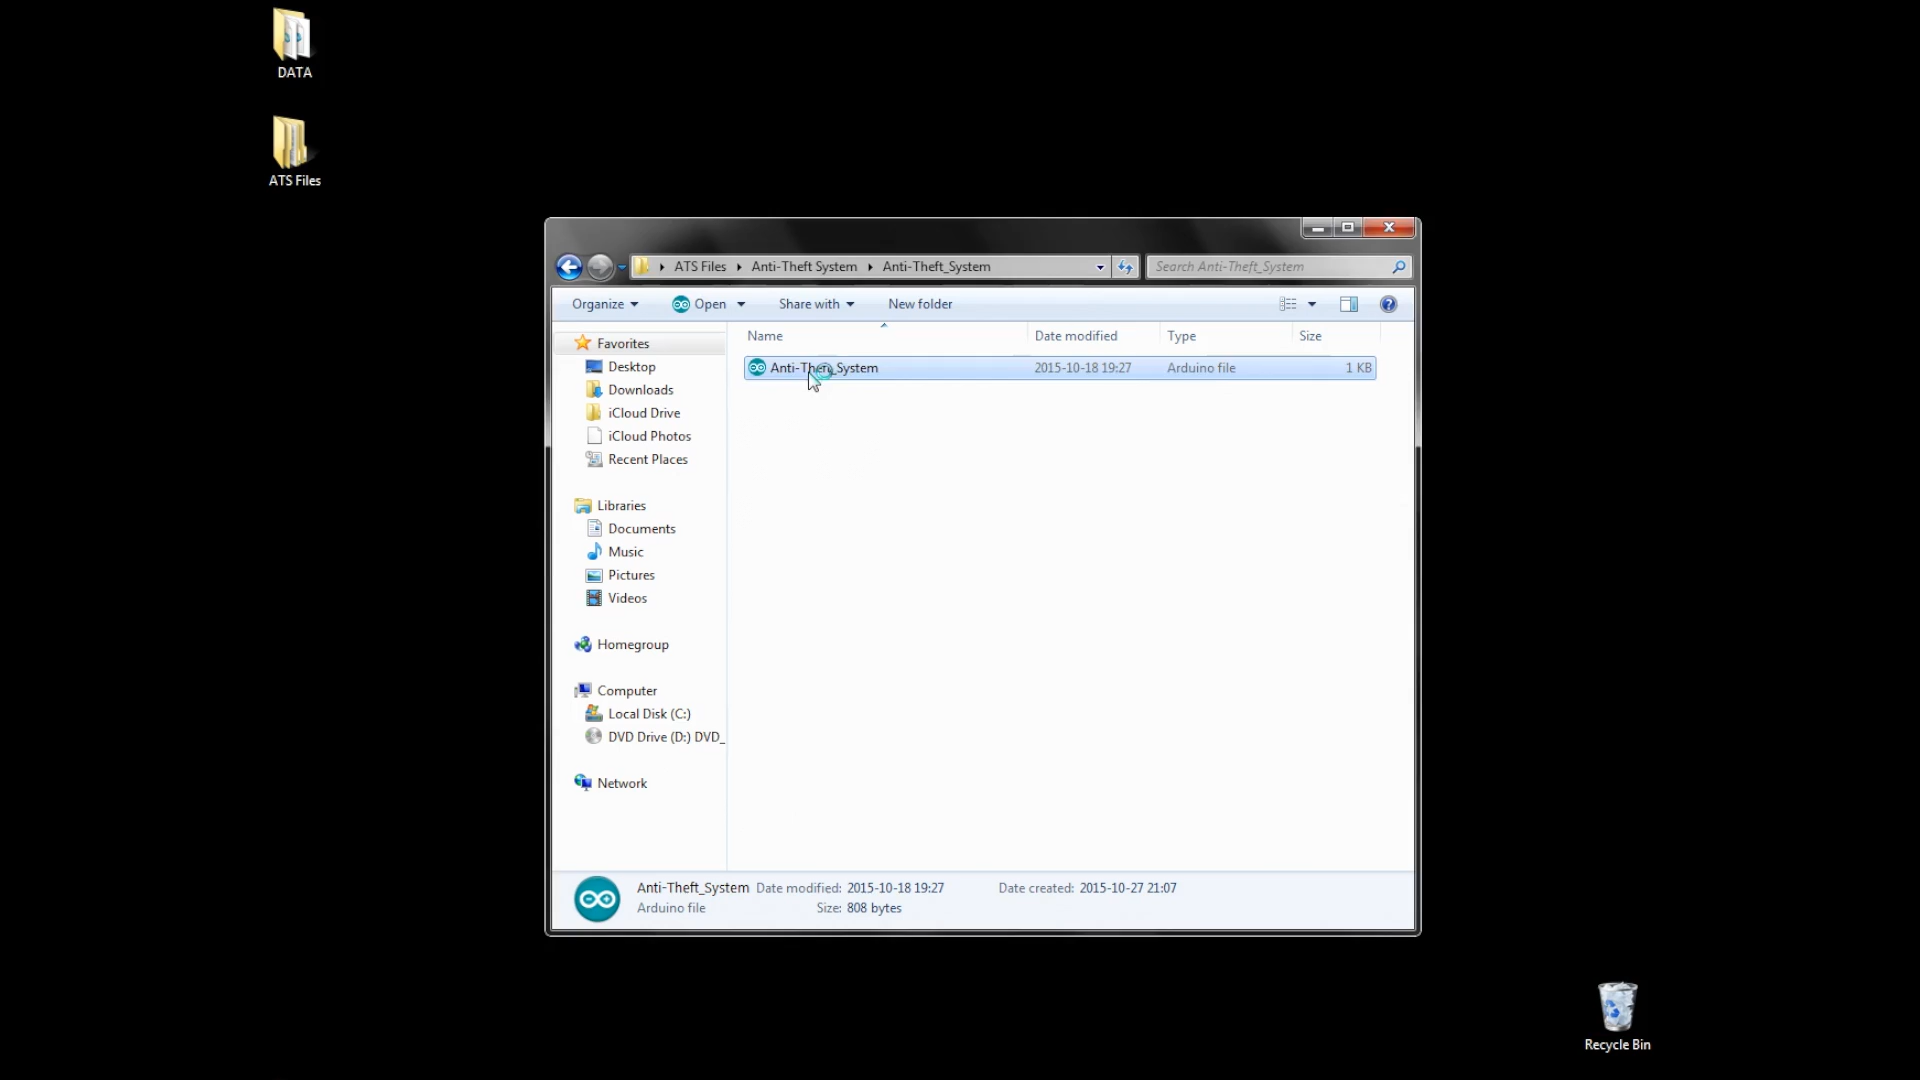 DATA
ATS Files
ATS Files Anti-Theft System Anti-Theft_System
Search Anti-Theft_System
Organize Open Share with New folder
Name Date modified Type Size
Anti-Theft_System 2015-10-18 19:27 Arduino file 1 KB
Favorites
Desktop
Downloads
iCloud Drive
iCloud Photos
Recent Places
Libraries
Documents
Music
Pictures
Videos
Homegroup
Computer
Local Disk (C:)
DVD Drive (D:) DVD_
Network
Anti-Theft_System Date modified: 2015-10-18 19:27 Date created: 2015-10-27 21:07
Arduino file Size: 808 bytes
Recycle Bin